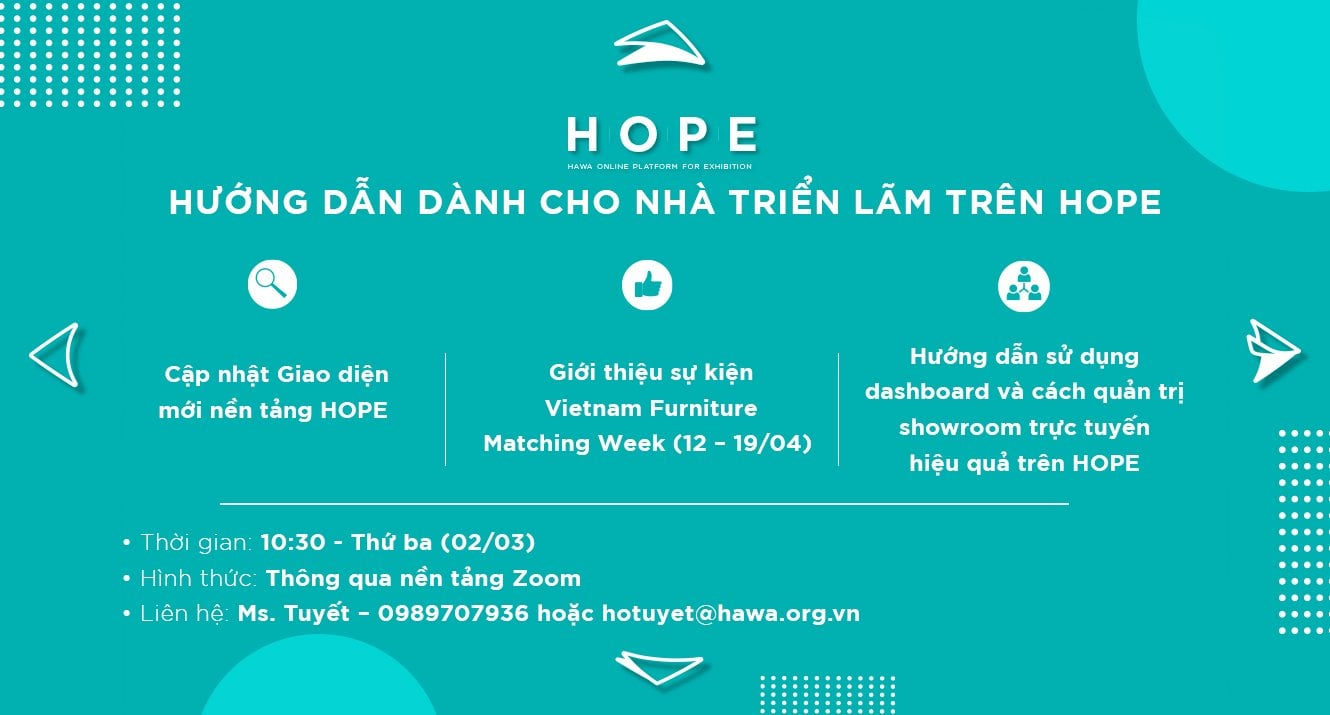 H O P E
HAWA ONLINE PLATFORM FOR EXHIBITION
HƯỚNG DẪN DÀNH CHO NHÀ TRIỂN LÃM TRÊN HOPE
Cập nhật Giao diện
mới nền tảng HOPE
Giới thiệu sự kiện
Vietnam Furniture
Matching Week (12 – 19/04)
Hướng dẫn sử dụng
dashboard và cách quản trị
showroom trực tuyến
hiệu quả trên HOPE
• Thời gian: 10:30 - Thứ ba (02/03)
• Hình thức: Thông qua nền tảng Zoom
• Liên hệ: Ms. Tuyết – 0989707936 hoặc hotuyet@hawa.org.vn